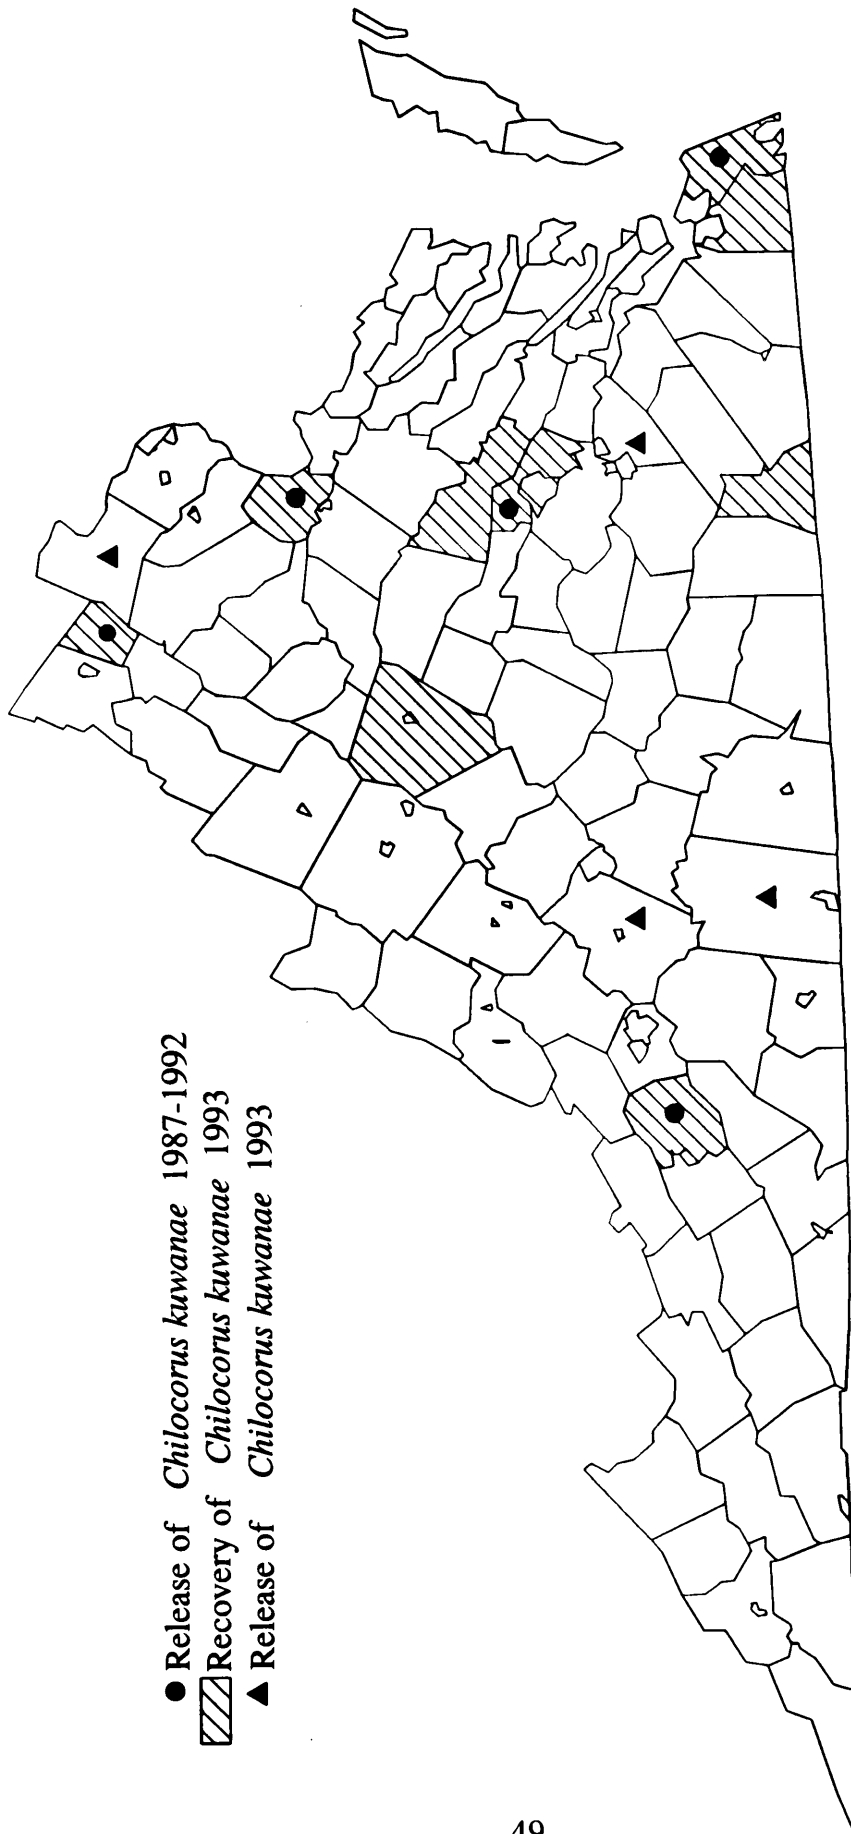 ● Release of Chilocorus kuwanae 1987-1992
Recovery of Chilocorus kuwanae 1993
▲ Release of Chilocorus kuwanae 1993
49